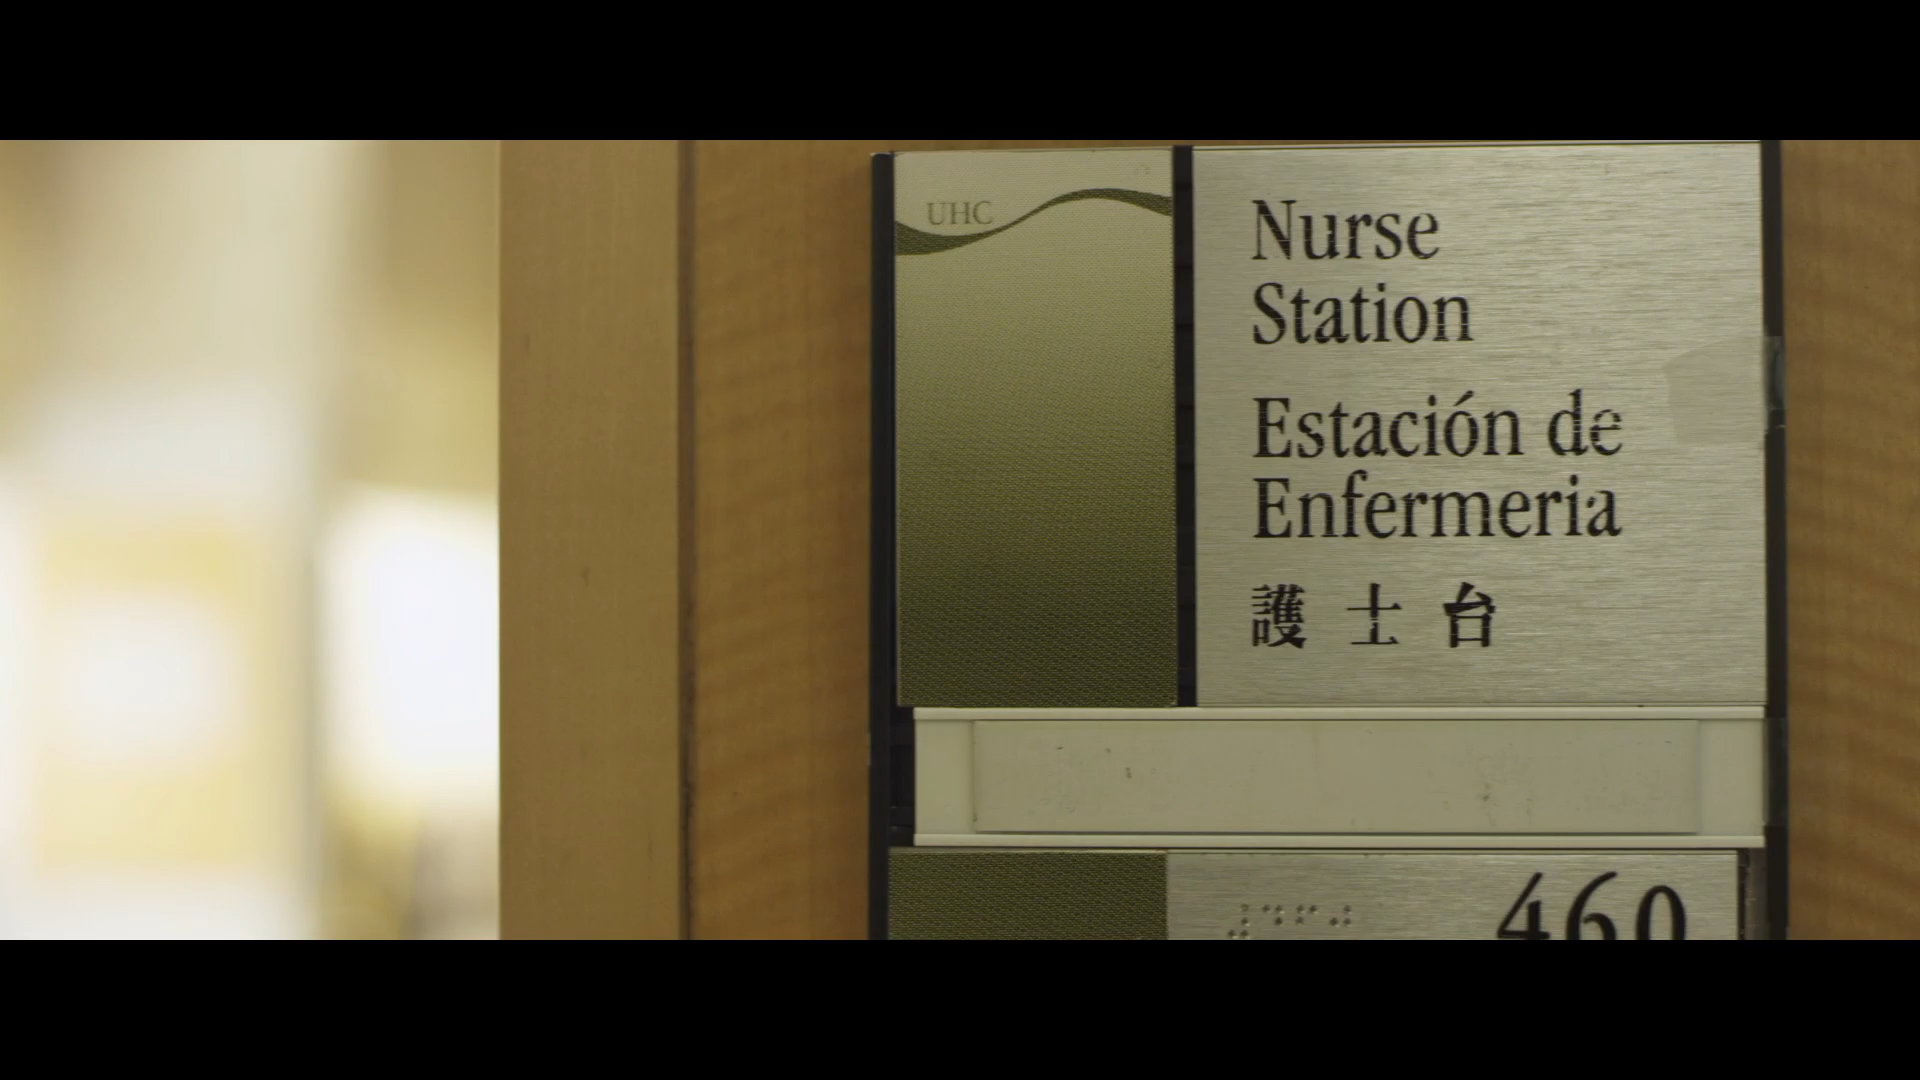 UHC
Nurse
Station
Estación de
Enfermeria
護士台
460